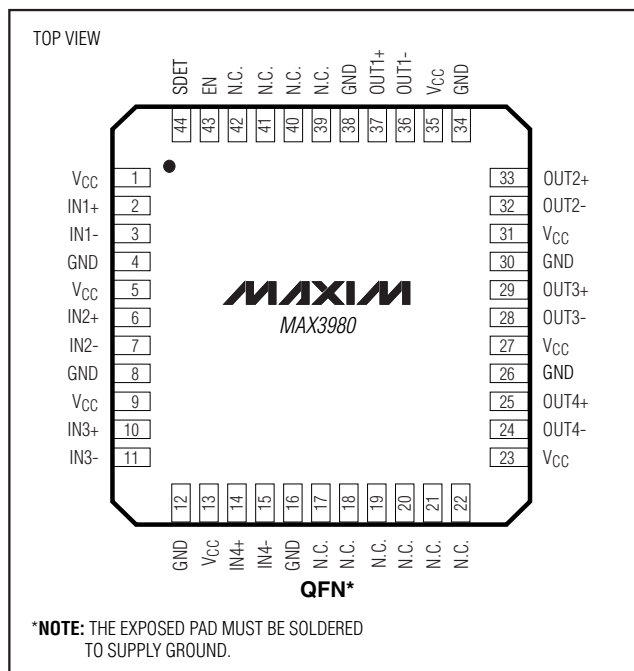 TOP VIEW
SDET
EN
N.C.
N.C.
N.C.
N.C.
GND
OUT1+
OUT1-
VCC
GND
44
43
42
41
40
39
38
37
36
35
34
VCC 1
IN1+ 2
IN1- 3
GND 4
VCC 5
IN2+ 6
IN2- 7
GND 8
VCC 9
IN3+ 10
IN3- 11
MAXIM
MAX3980
33 OUT2+
32 OUT2-
31 VCC
30 GND
29 OUT3+
28 OUT3-
27 VCC
26 GND
25 OUT4+
24 OUT4-
23 VCC
12
13
14
15
16
17
18
19
20
21
22
GND
VCC
IN4+
IN4-
GND
N.C.
N.C.
N.C.
N.C.
N.C.
N.C.
QFN*
*NOTE: THE EXPOSED PAD MUST BE SOLDERED
TO SUPPLY GROUND.